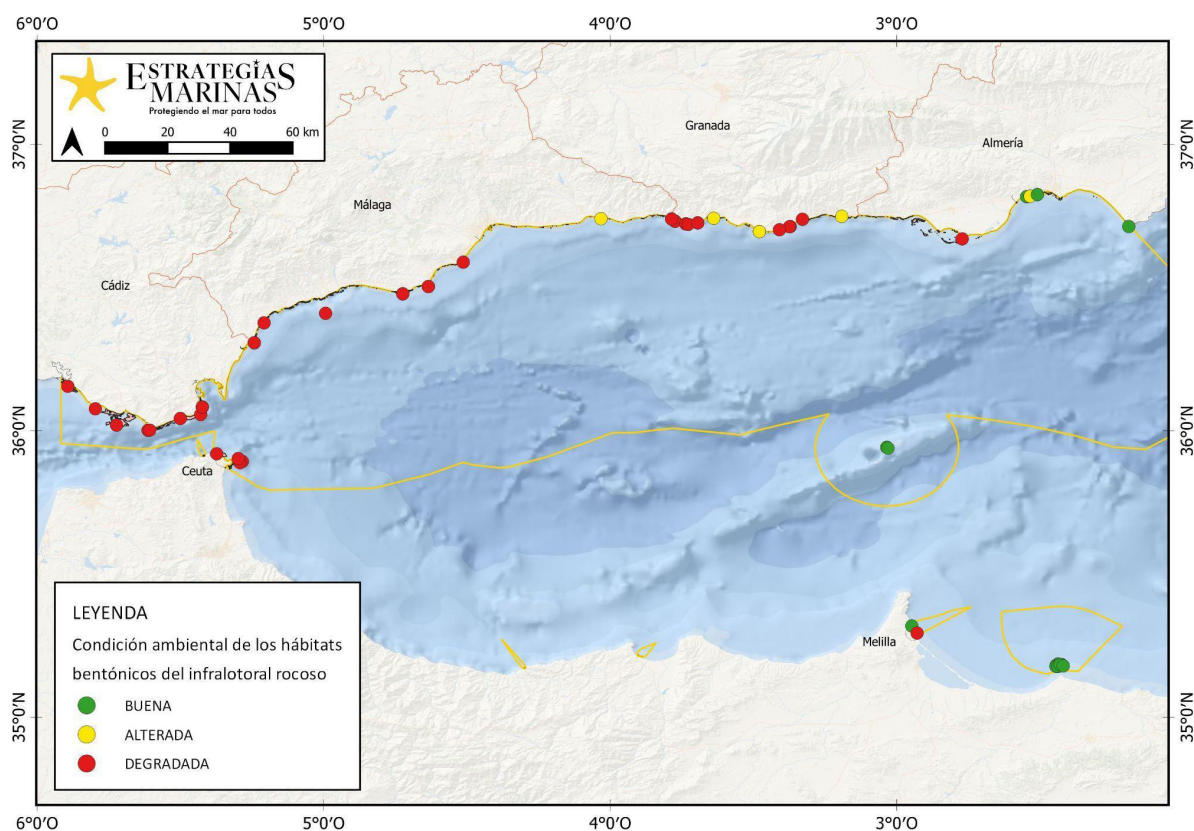 6°0'O 5°0'O 4°0'O 3°0'O
ESTRATEGIAS
MARINAS
Protegiendo el mar para todos
0 20 40 60 km
37°0'N 37°0'N
Granada
Almería
Málaga
Cádiz
36°0'N 36°0'N
Ceuta
Melilla
LEYENDA
Condición ambiental de los hábitats
bentónicos del infralotoral rocoso
BUENA
ALTERADA
DEGRADADA
35°0'N 35°0'N
6°0'O 5°0'O 4°0'O 3°0'O